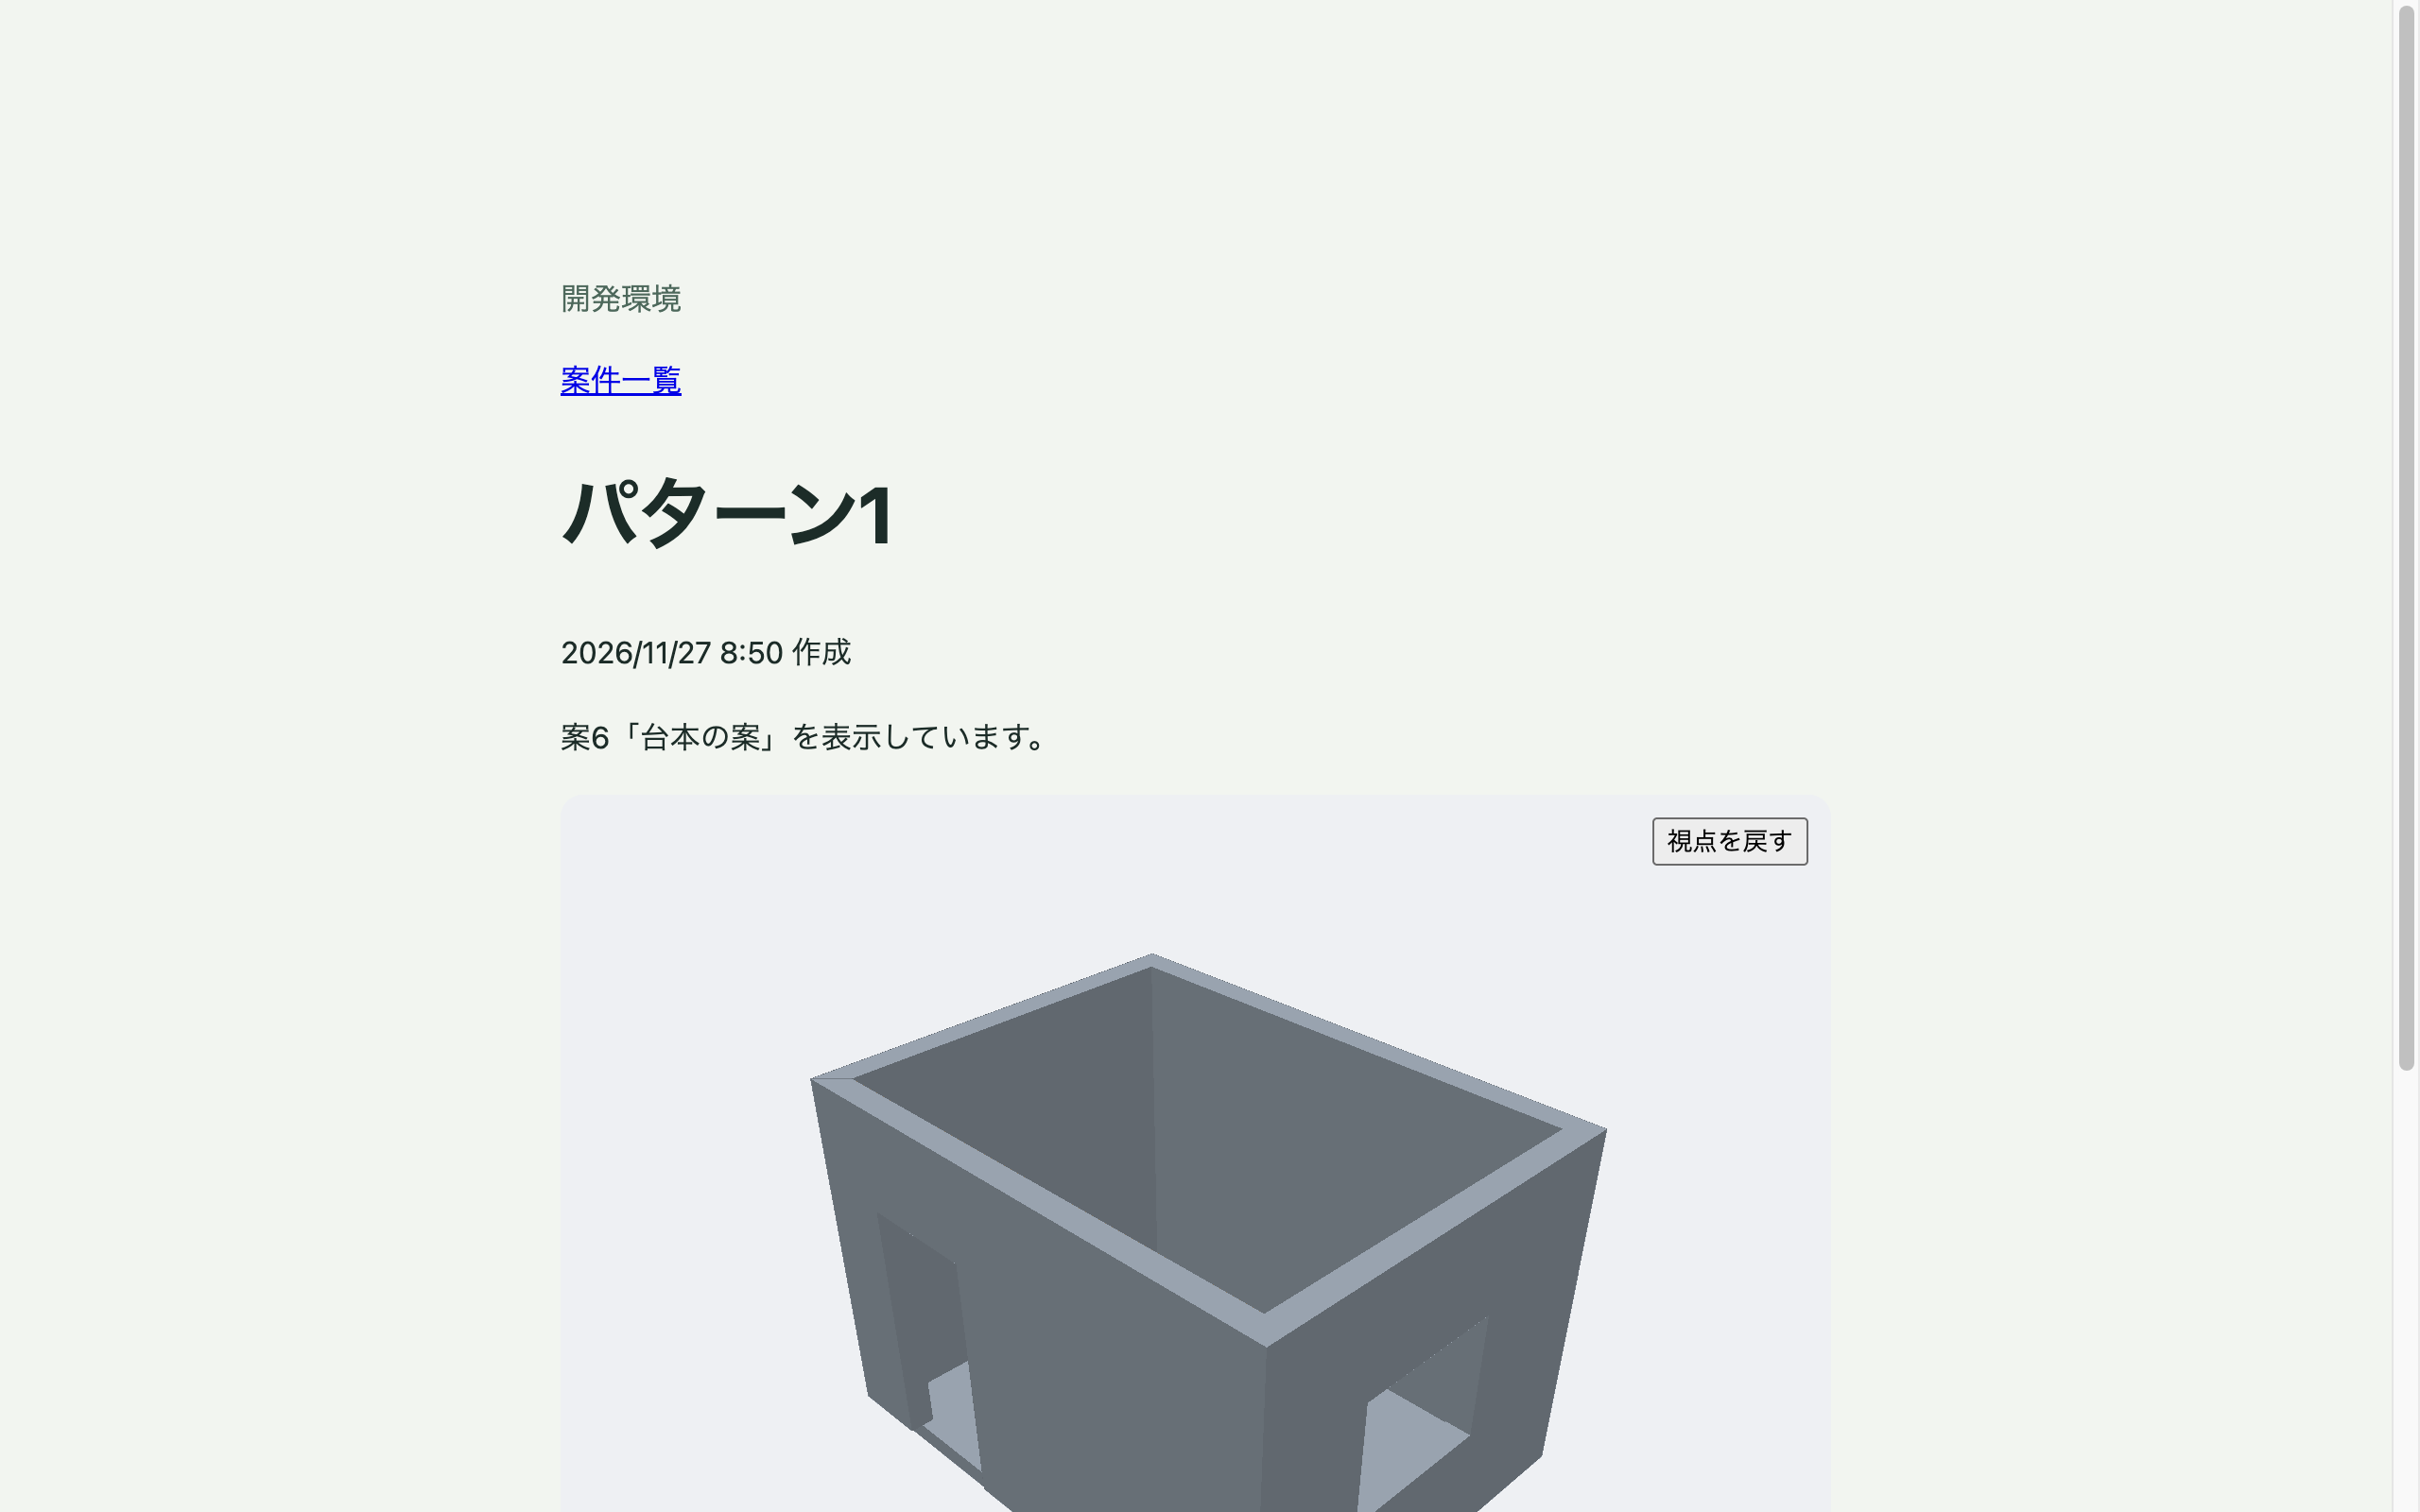 開発環境
案件一覧
パターン1
2026/11/27 8:50 作成
案6「台本の案」を表示しています。
視点を戻す